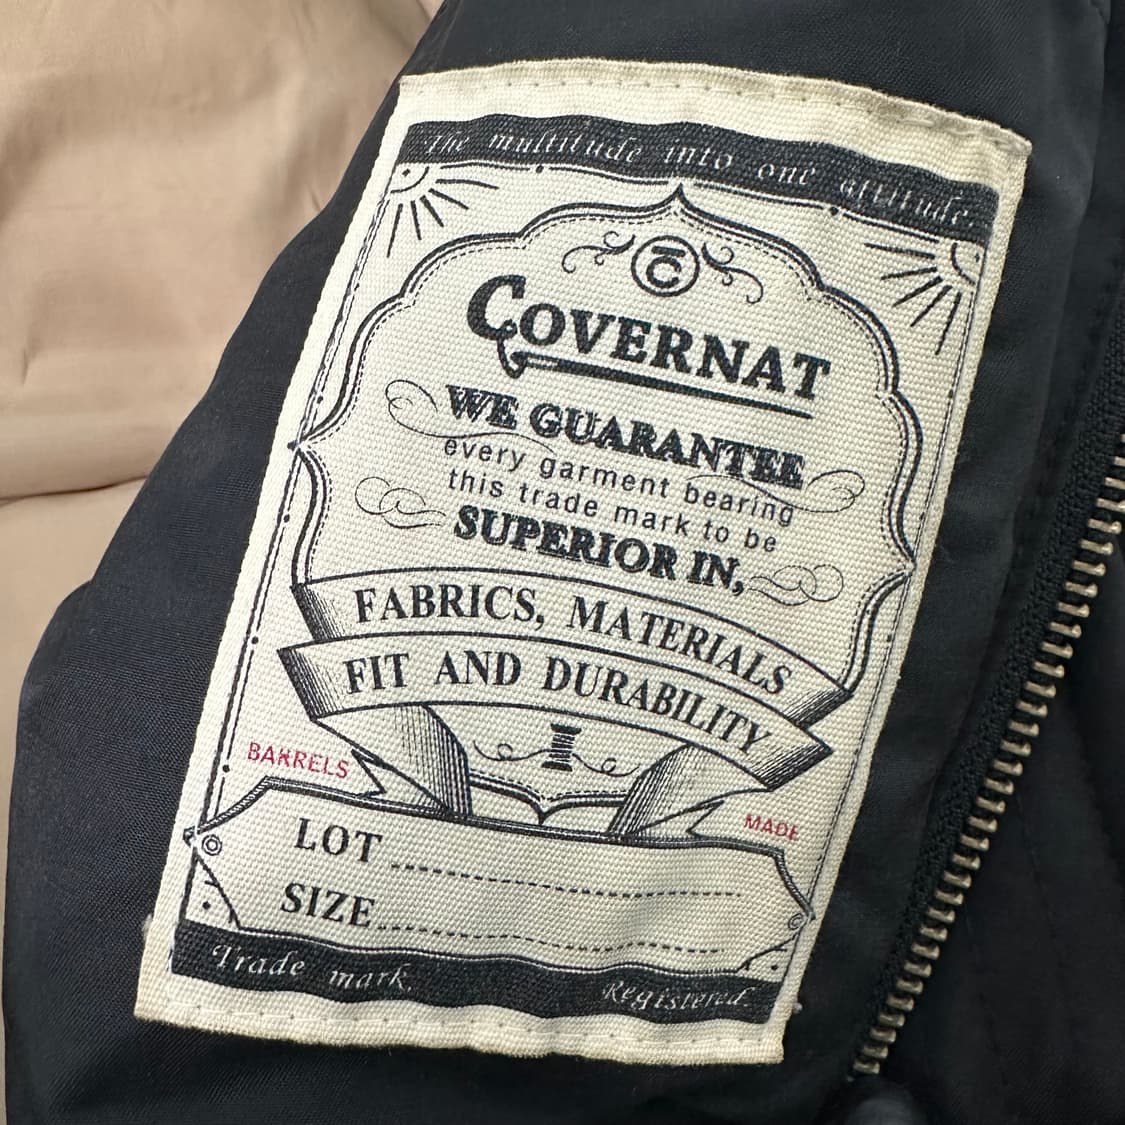 The multitude into one attitude.
C
COVERNAT
WE GUARANTEE
every garment bearing
this trade mark to be
SUPERIOR IN,
FABRICS, MATERIALS
FIT AND DURABILITY
BARRELS
MADE
LOT
SIZE
Trade mark. Registered.